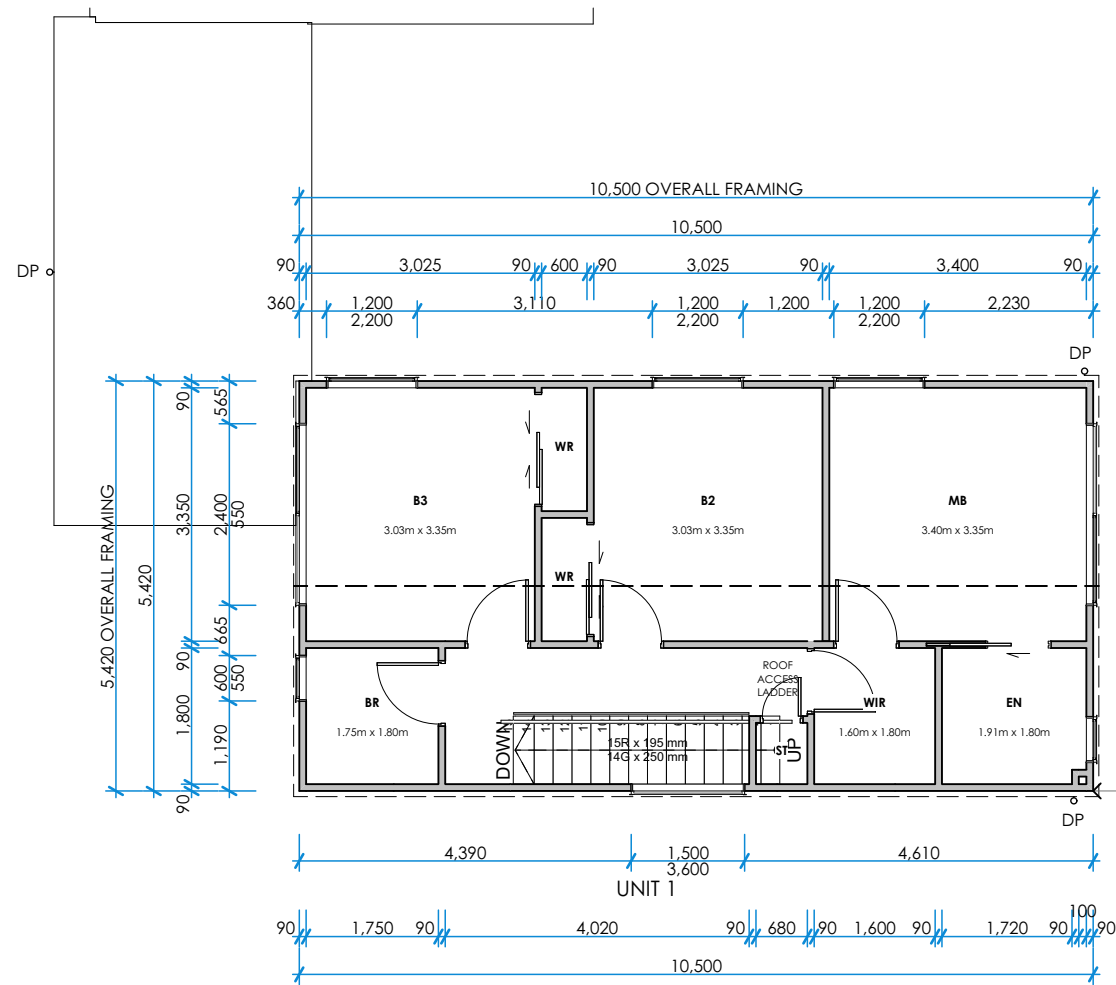 10,500 OVERALL FRAMING
10,500
90 3,025 90 600 90 3,025 90 3,400 90
360 1,200 3,110 1,200 1,200 1,200 2,230
2,200 2,200 2,200
DP
DP
5,420 OVERALL FRAMING
5,420
90 3,350 90 1,800 90
565 2,400 665 600 1,190
550 550
WR
B3
3.03m x 3.35m
B2
3.03m x 3.35m
MB
3.40m x 3.35m
WR
ROOF
ACCESS
LADDER
BR
1.75m x 1.80m
WIR
1.60m x 1.80m
EN
1.91m x 1.80m
DOWN
15R x 195 mm
14G x 250 mm
ST
UP
DP
4,390 1,500 4,610
3,600
UNIT 1
100
90 1,750 90 4,020 90 680 90 1,600 90 1,720 90 90
10,500